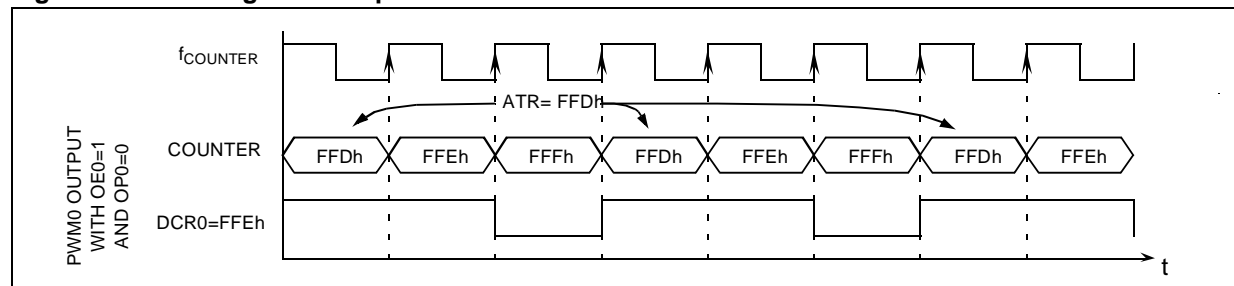 fCOUNTER
ATR= FFDh
COUNTER
FFDh FFEh FFFh FFDh FFEh FFFh FFDh FFEh
PWM0 OUTPUT
WITH OE0=1
AND OP0=0
DCR0=FFEh
t